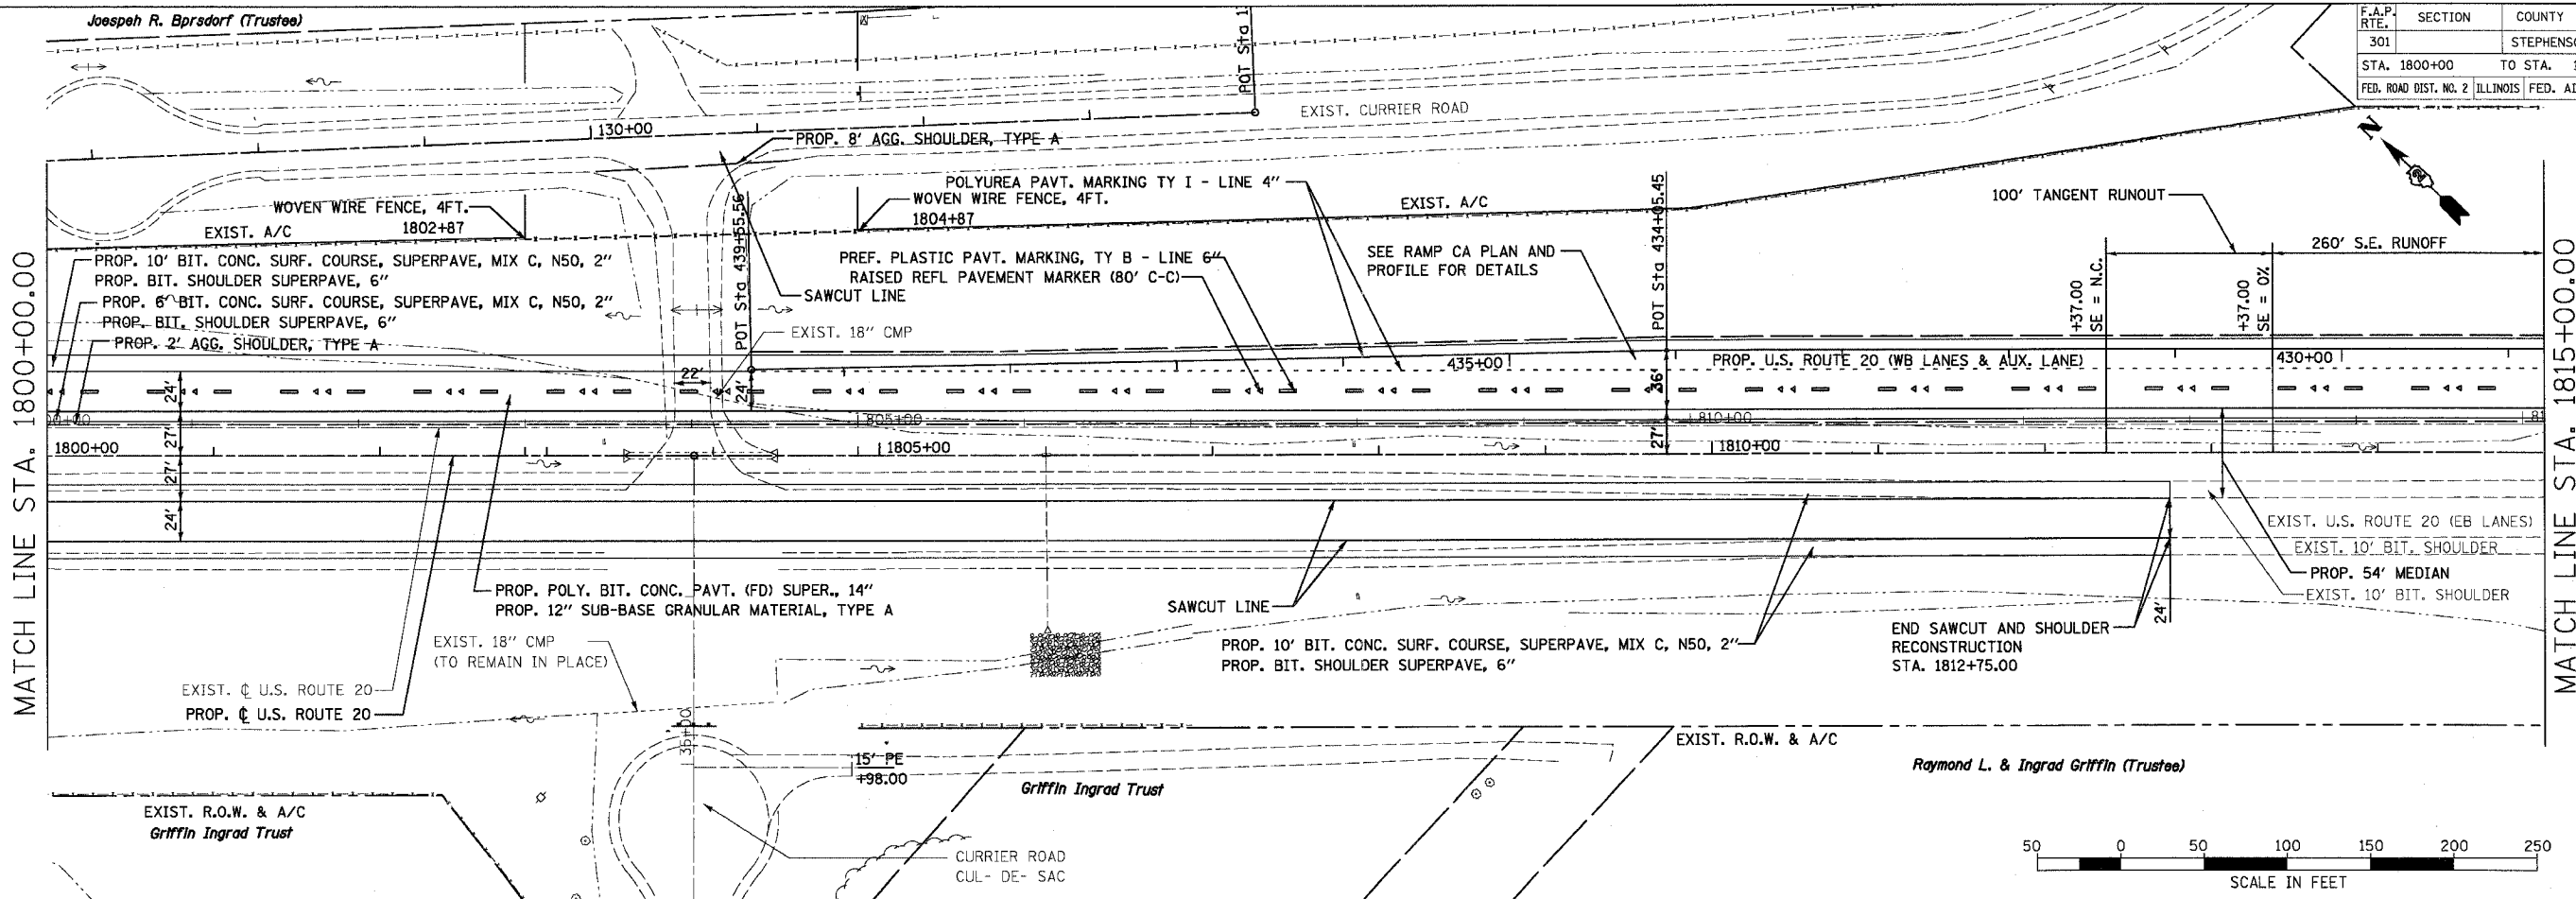 Joespeh R. Bprsdorf (Trustee)
F.A.P. RTE. SECTION COUNTY
301
STA. 1800+00 TO STA.
FED. ROAD DIST. NO. 2 ILLINOIS FED.
POT Sta
EXIST. CURRIER ROAD
N
130+00
PROP. 8' AGG. SHOULDER, TYPE A
POLYUREA PAVT. MARKING TY I - LINE 4"
WOVEN WIRE FENCE, 4FT.
1802+87
WOVEN WIRE FENCE, 4FT.
1804+87
EXIST. A/C
EXIST. A/C
100' TANGENT RUNOUT
260' S.E. RUNOFF
MATCH LINE STA. 1800+00.00
MATCH LINE STA. 1815+00.00
PROP. 10' BIT. CONC. SURF. COURSE, SUPERPAVE, MIX C, N50, 2"
PROP. BIT. SHOULDER SUPERPAVE, 6"
PROP. 6' BIT. CONC. SURF. COURSE, SUPERPAVE, MIX C, N50, 2"
PROP. BIT. SHOULDER SUPERPAVE, 6"
PROP. 2' AGG. SHOULDER, TYPE A
POT Sta 439+55.56
PREF. PLASTIC PAVT. MARKING, TY B - LINE 6"
RAISED REFL PAVEMENT MARKER (80' C-C)
SAWCUT LINE
EXIST. 18" CMP
SEE RAMP CA PLAN AND
PROFILE FOR DETAILS
POT Sta 434+05.45
+37.00
SE = N.C.
+37.00
SE = 0%
435+00
PROP. U.S. ROUTE 20 (WB LANES & AUX. LANE)
430+00
24'
22'
24'
36'
805+00
810+00
27'
27'
27'
24'
1800+00
1805+00
1810+00
PROP. POLY. BIT. CONC. PAVT. (FD) SUPER., 14"
PROP. 12" SUB-BASE GRANULAR MATERIAL, TYPE A
SAWCUT LINE
EXIST. U.S. ROUTE 20 (EB LANES)
EXIST. 10' BIT. SHOULDER
PROP. 54' MEDIAN
EXIST. 10' BIT. SHOULDER
24'
EXIST. 18" CMP
(TO REMAIN IN PLACE)
PROP. 10' BIT. CONC. SURF. COURSE, SUPERPAVE, MIX C, N50, 2"
PROP. BIT. SHOULDER SUPERPAVE, 6"
END SAWCUT AND SHOULDER
RECONSTRUCTION
STA. 1812+75.00
EXIST. ℄ U.S. ROUTE 20
PROP. ℄ U.S. ROUTE 20
35+00
15' PE
+98.00
EXIST. R.O.W. & A/C
Raymond L. & Ingrad Griffin (Trustee)
Griffin Ingrad Trust
EXIST. R.O.W. & A/C
Griffin Ingrad Trust
CURRIER ROAD
CUL- DE- SAC
50 0 50 100 150 200 250
SCALE IN FEET